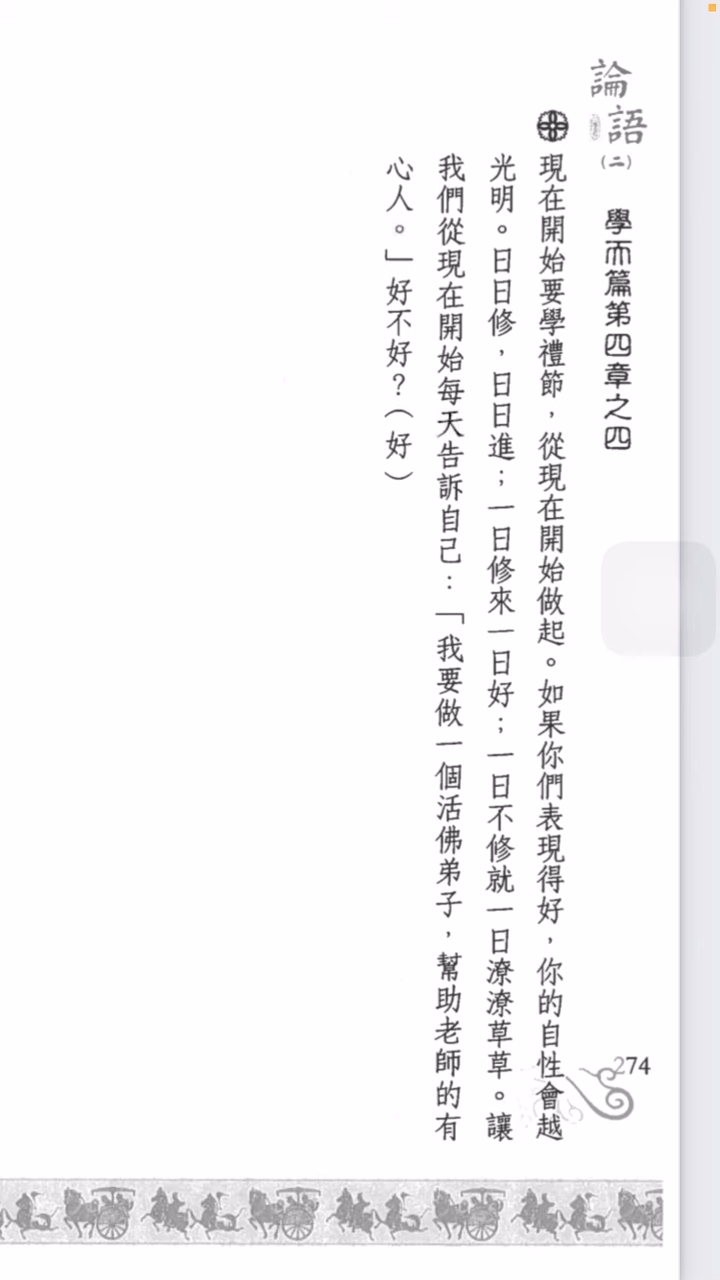 論語
(二)
學而篇第四章之四
現在開始要學禮節，從現在開始做起。如果你們表現得好，你的自性會越
光明。日日修，日日進；一日修來一日好；一日不修就一日潦潦草草。讓
我們從現在開始每天告訴自己：「我要做一個活佛弟子，幫助老師的有
心人。」好不好？（好）
274